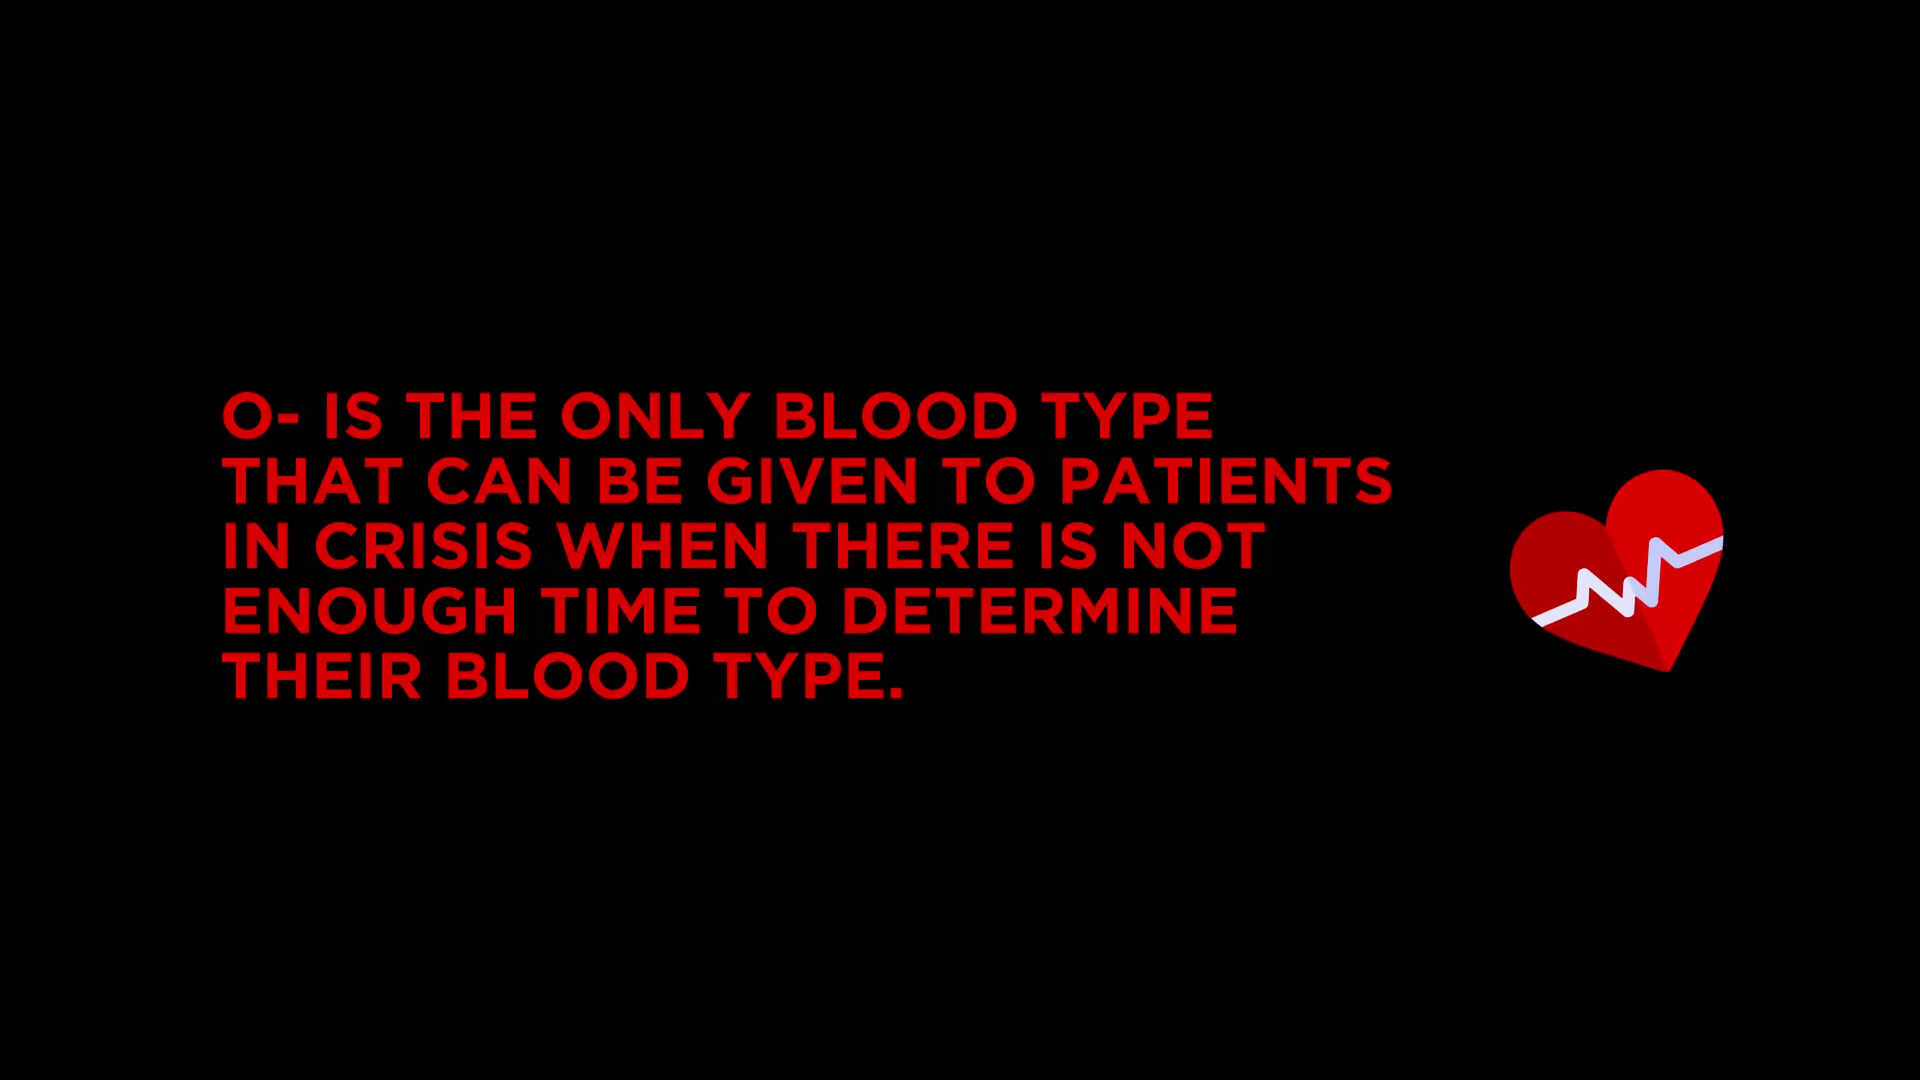 O- IS THE ONLY BLOOD TYPE
THAT CAN BE GIVEN TO PATIENTS
IN CRISIS WHEN THERE IS NOT
ENOUGH TIME TO DETERMINE
THEIR BLOOD TYPE.